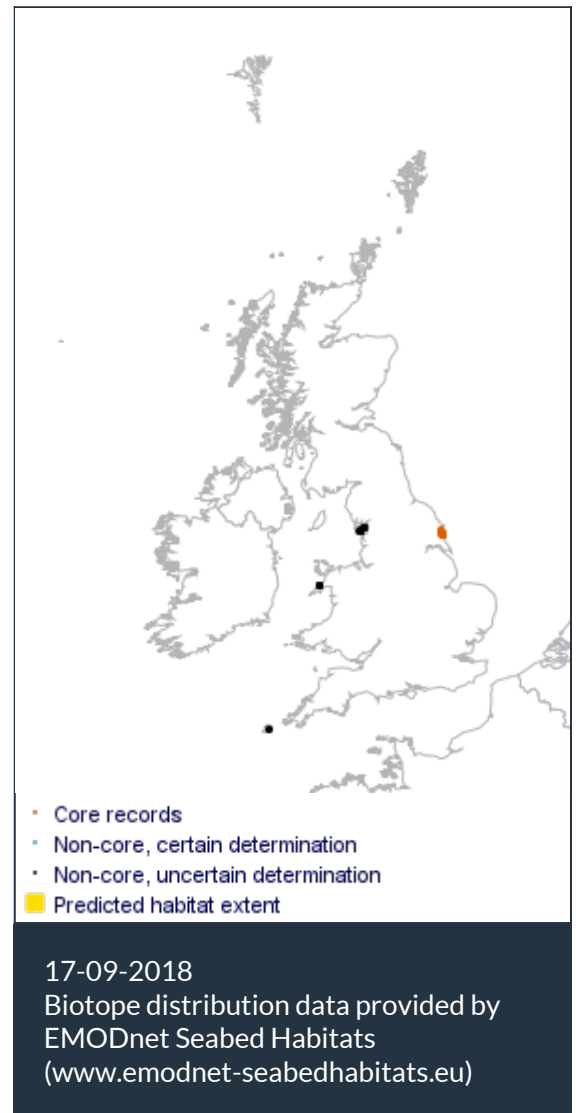 Core records
Non-core, certain determination
Non-core, uncertain determination
Predicted habitat extent
17-09-2018
Biotope distribution data provided by
EMODnet Seabed Habitats
(www.emodnet-seabedhabitats.eu)